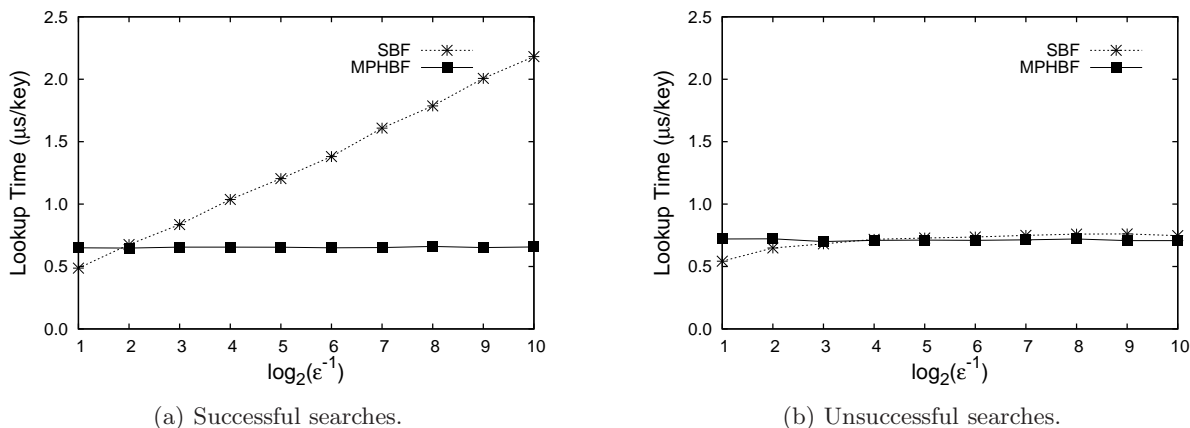 2.5
2.0
1.5
1.0
0.5
0.0
Lookup Time (μs/key)
SBF
MPHBF
1 2 3 4 5 6 7 8 9 10
log2(ε-1)
(a) Successful searches.
2.5
2.0
1.5
1.0
0.5
0.0
Lookup Time (μs/key)
SBF
MPHBF
1 2 3 4 5 6 7 8 9 10
log2(ε-1)
(b) Unsuccessful searches.